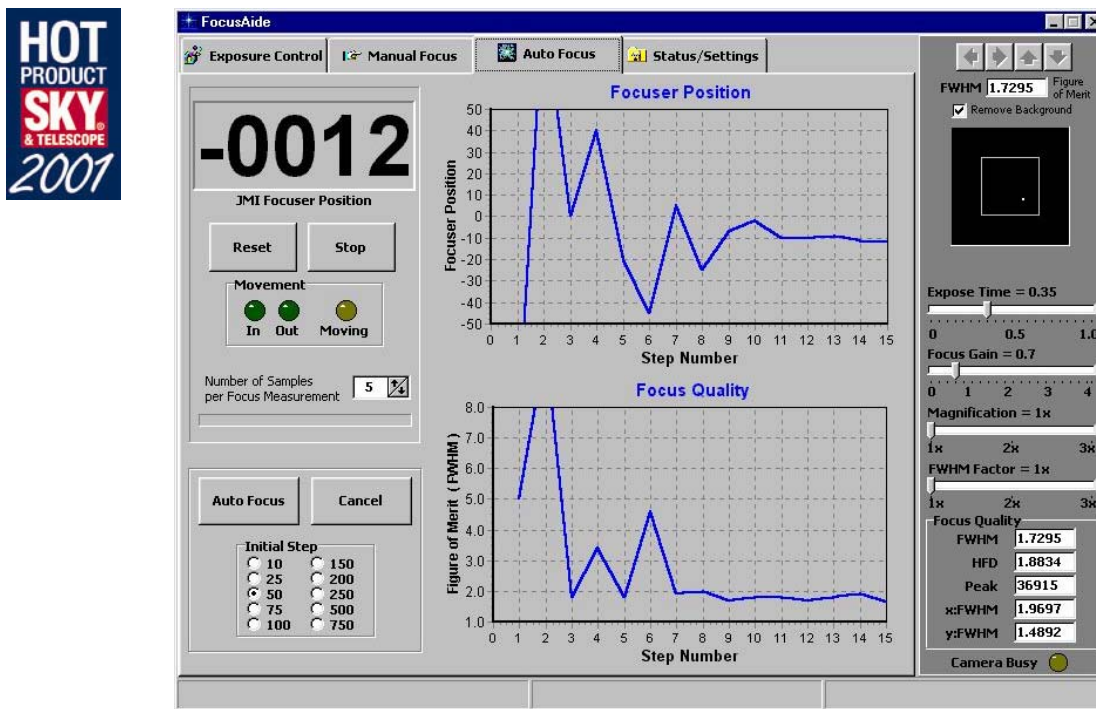 HOT
PRODUCT
SKY
& TELESCOPE
2001
FocusAide
Exposure Control
Manual Focus
Auto Focus
Status/Settings
-0012
JMI Focuser Position
Reset
Stop
Movement
In Out Moving
Number of Samples
per Focus Measurement
5
Auto Focus
Cancel
Initial Step
10 150
25 200
50 250
75 500
100 750
Focuser Position
Focuser Position
50
40
30
20
10
0
-10
-20
-30
-40
-50
0 1 2 3 4 5 6 7 8 9 10 11 12 13 14 15
Step Number
Focus Quality
Figure of Merit ( FWHM )
8.0
7.0
6.0
5.0
4.0
3.0
2.0
1.0
0 1 2 3 4 5 6 7 8 9 10 11 12 13 14 15
Step Number
FWHM 1.7295 Figure
of Merit
Remove Background
Expose Time = 0.35
0 0.5 1.0
Focus Gain = 0.7
0 1 2 3 4
Magnification = 1x
1x 2x 3x
FWHM Factor = 1x
1x 2x 3x
Focus Quality
FWHM 1.7295
HFD 1.8834
Peak 36915
x:FWHM 1.9697
y:FWHM 1.4892
Camera Busy